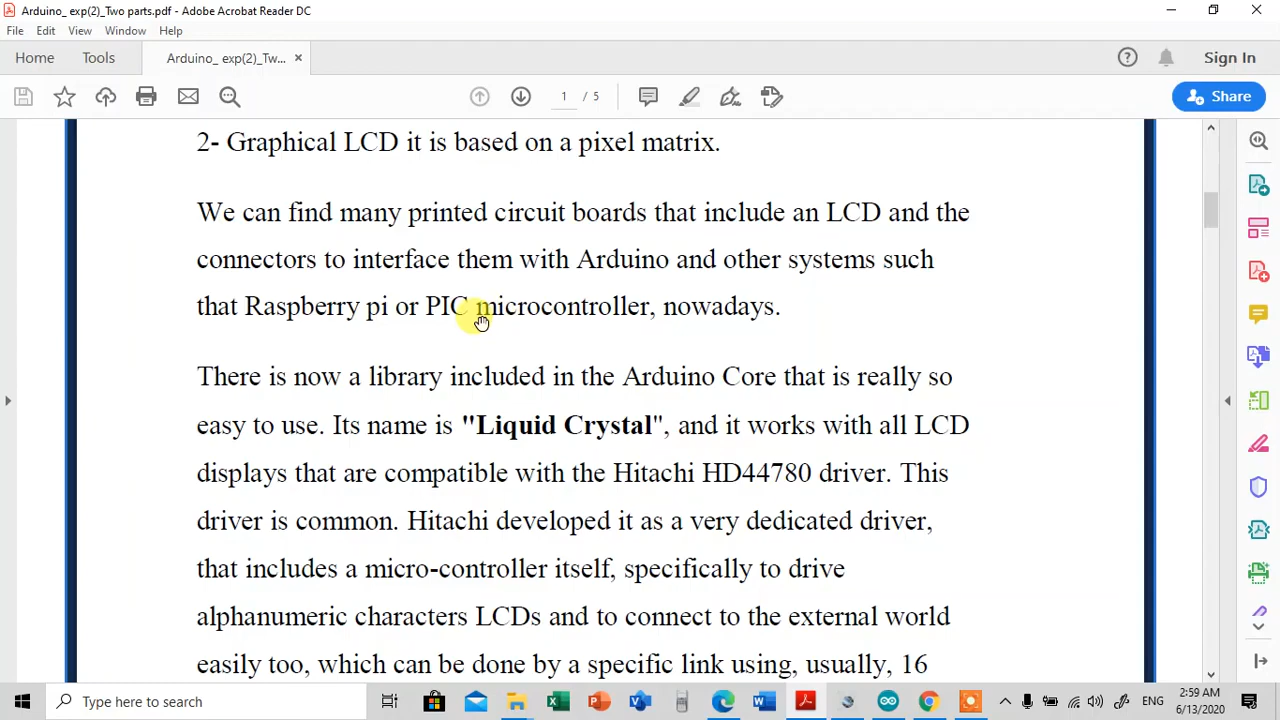 Arduino_ exp(2)_Two parts.pdf - Adobe Acrobat Reader DC
File Edit View Window Help
Home Tools Arduino_ exp(2)_Tw... Sign In
1 / 5 Share
2- Graphical LCD it is based on a pixel matrix.
We can find many printed circuit boards that include an LCD and the
connectors to interface them with Arduino and other systems such
that Raspberry pi or PIC microcontroller, nowadays.
There is now a library included in the Arduino Core that is really so
easy to use. Its name is "Liquid Crystal", and it works with all LCD
displays that are compatible with the Hitachi HD44780 driver. This
driver is common. Hitachi developed it as a very dedicated driver,
that includes a micro-controller itself, specifically to drive
alphanumeric characters LCDs and to connect to the external world
easily too, which can be done by a specific link using, usually, 16
Type here to search ENG 2:59 AM
6/13/2020